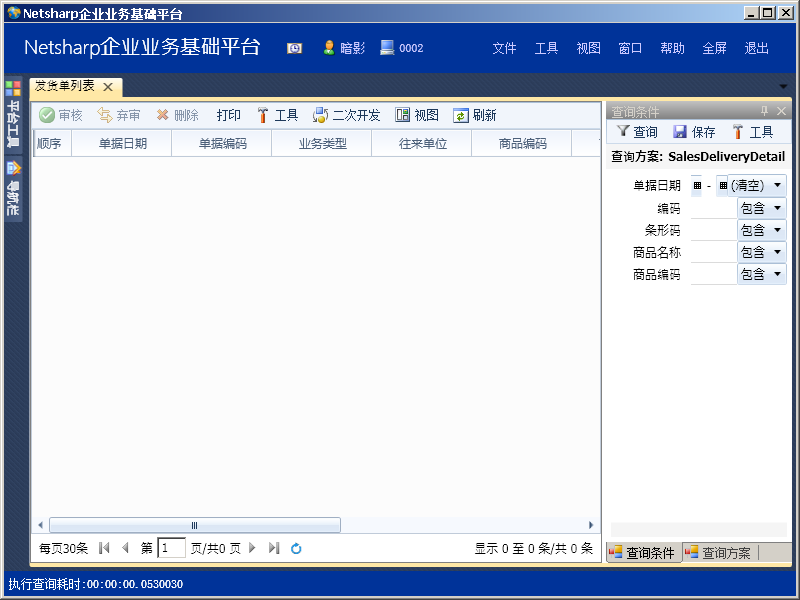 Netsharp企业业务基础平台
Netsharp企业业务基础平台 暗影 0002 文件 工具 视图 窗口 帮助 全屏 退出
平台工具
导航栏
发货单列表
审核 弃审 删除 打印 工具 二次开发 视图 刷新
顺序 单据日期 单据编码 业务类型 往来单位 商品编码
查询条件
查询 保存 工具
查询方案: SalesDeliveryDetail
单据日期 - (清空)
编码 包含
条形码 包含
商品名称 包含
商品编码 包含
每页30条 第 1 页/共0 页 显示 0 至 0 条/共 0 条
查询条件 查询方案
执行查询耗时:00:00:00.0530030